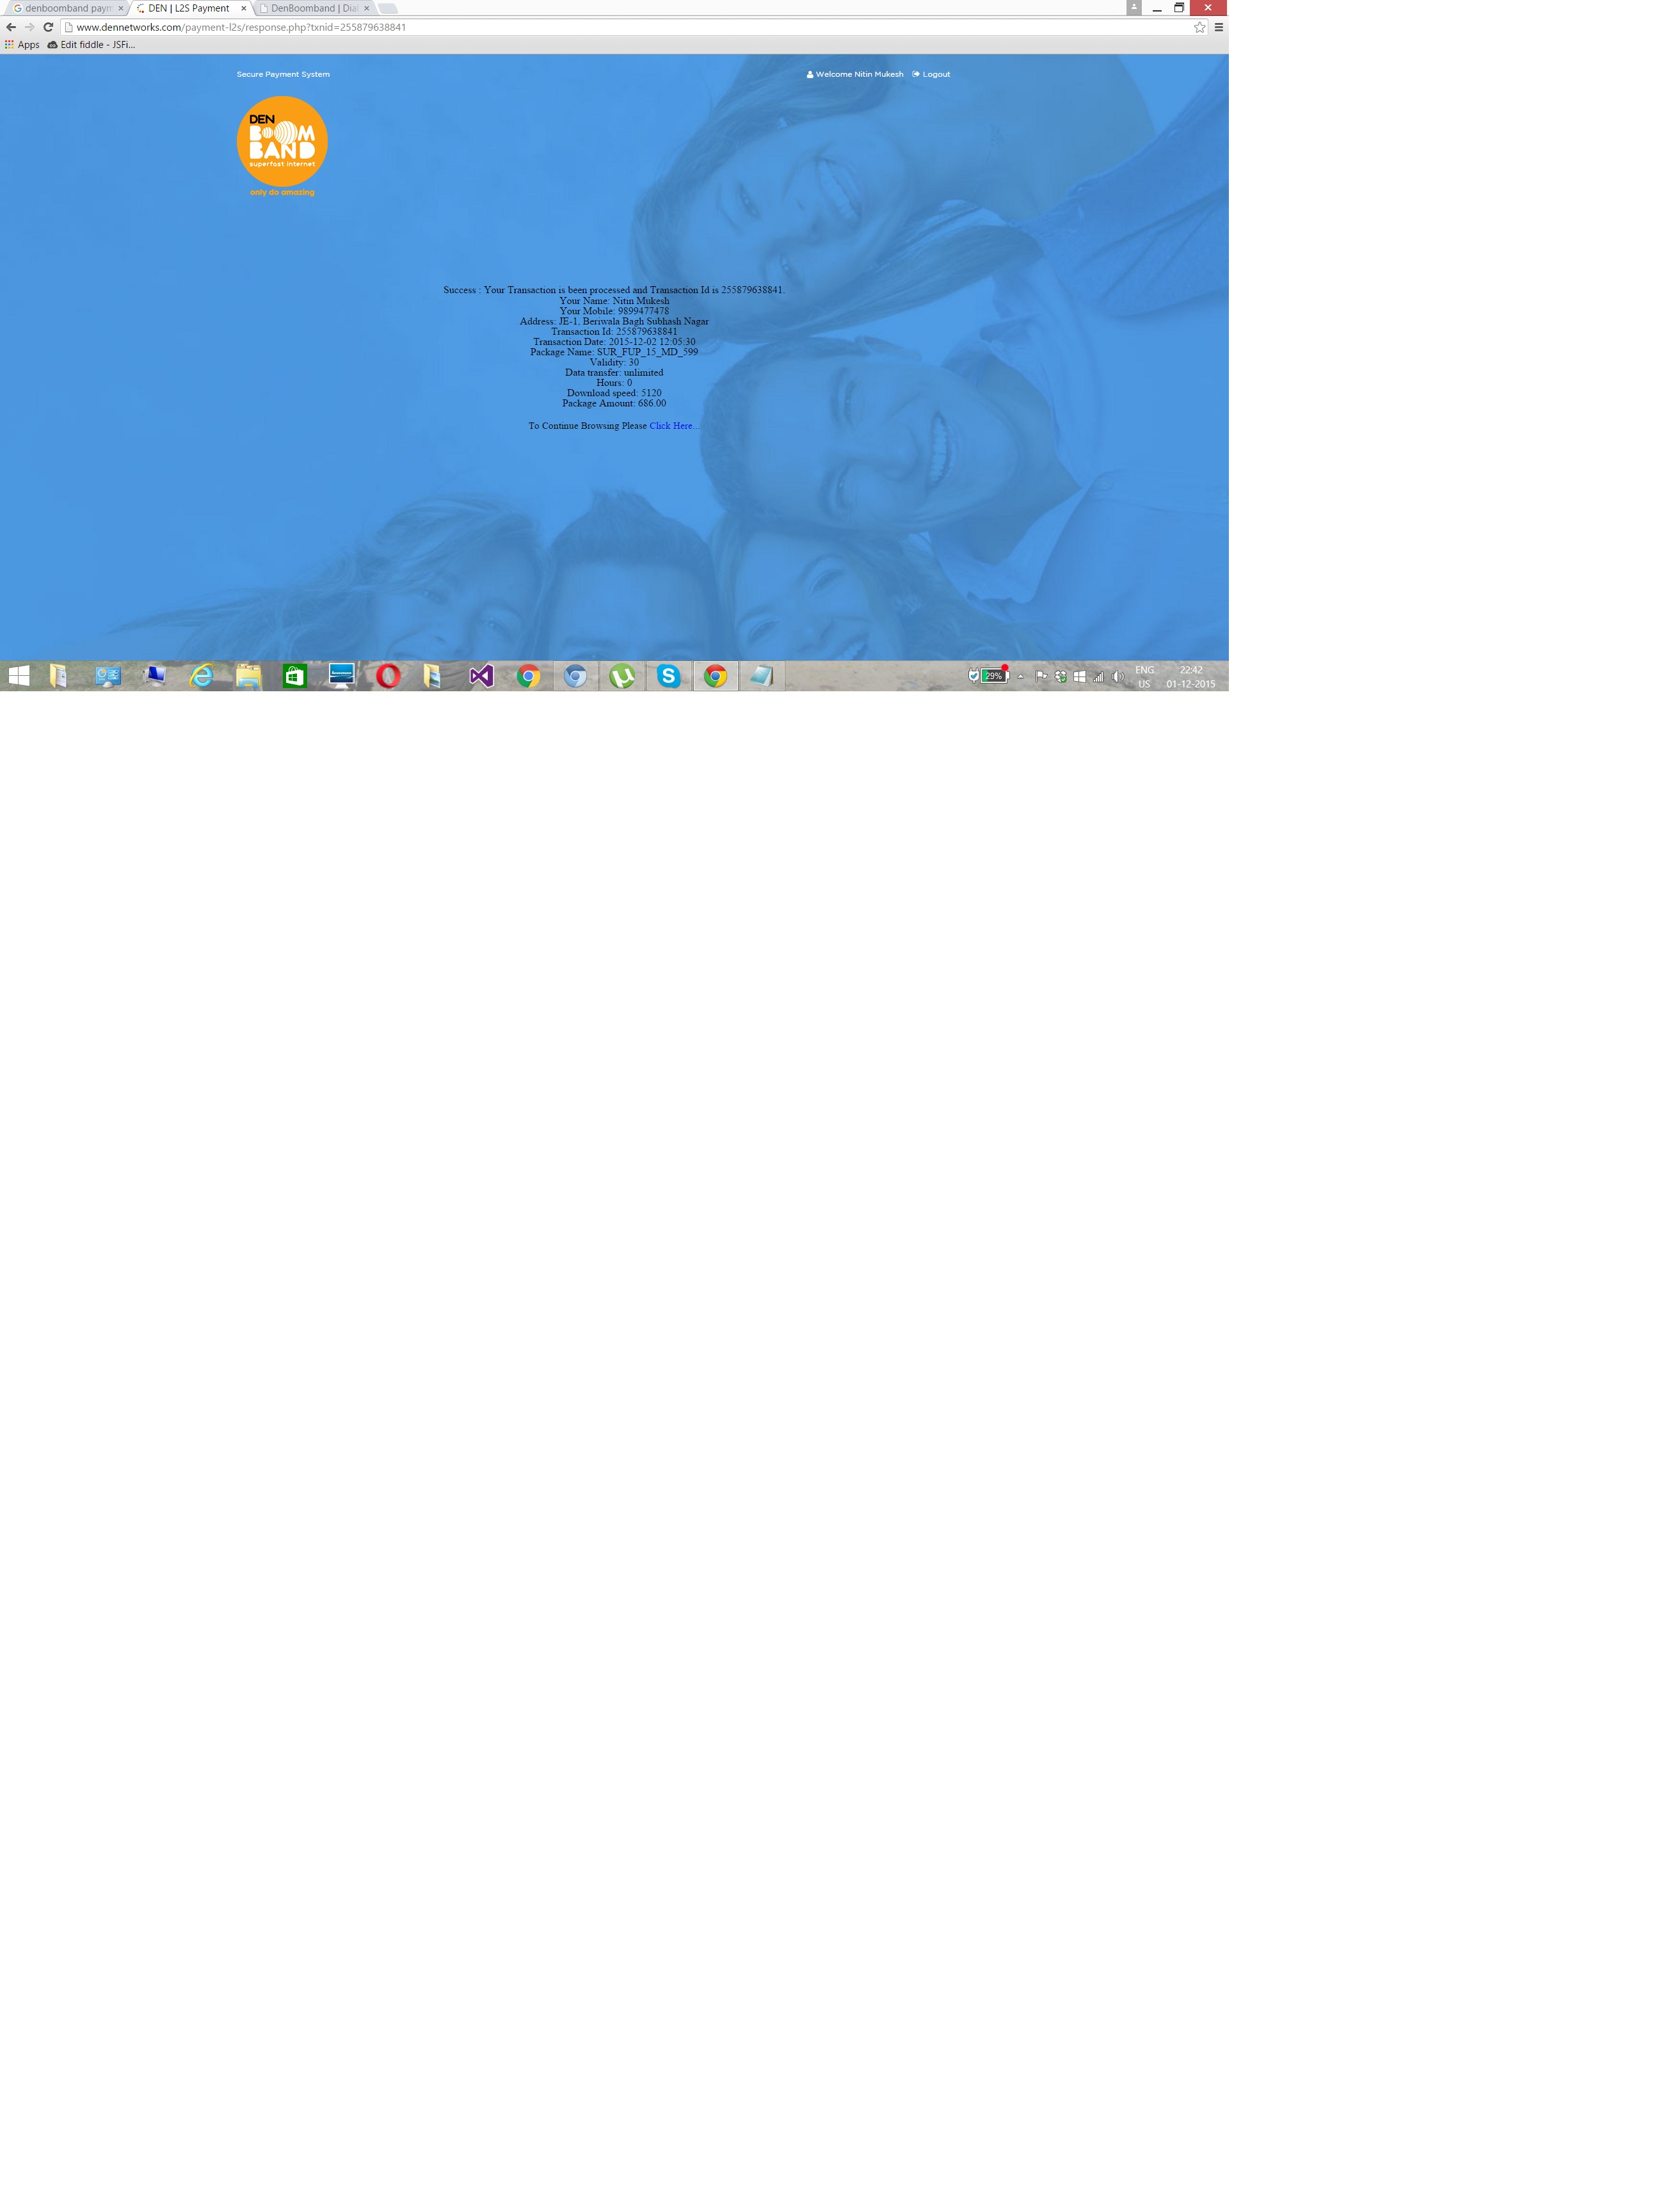 denboomband paym
DEN | L2S Payment
DenBoomband | Dial
www.dennetworks.com/payment-l2s/response.php?txnid=255879638841
Apps
Edit fiddle - JSFi...
Secure Payment System
Welcome Nitin Mukesh
Logout
DEN
BOOM
BAND
superfast internet
only do amazing
Success : Your Transaction is been processed and Transaction Id is 255879638841.
Your Name: Nitin Mukesh
Your Mobile: 9899477478
Address: JE-1, Beriwala Bagh Subhash Nagar
Transaction Id: 255879638841
Transaction Date: 2015-12-02 12:05:30
Package Name: SUR_FUP_15_MD_599
Validity: 30
Data transfer: unlimited
Hours: 0
Download speed: 5120
Package Amount: 686.00
To Continue Browsing Please Click Here...
29%
ENG
US
22:42
01-12-2015